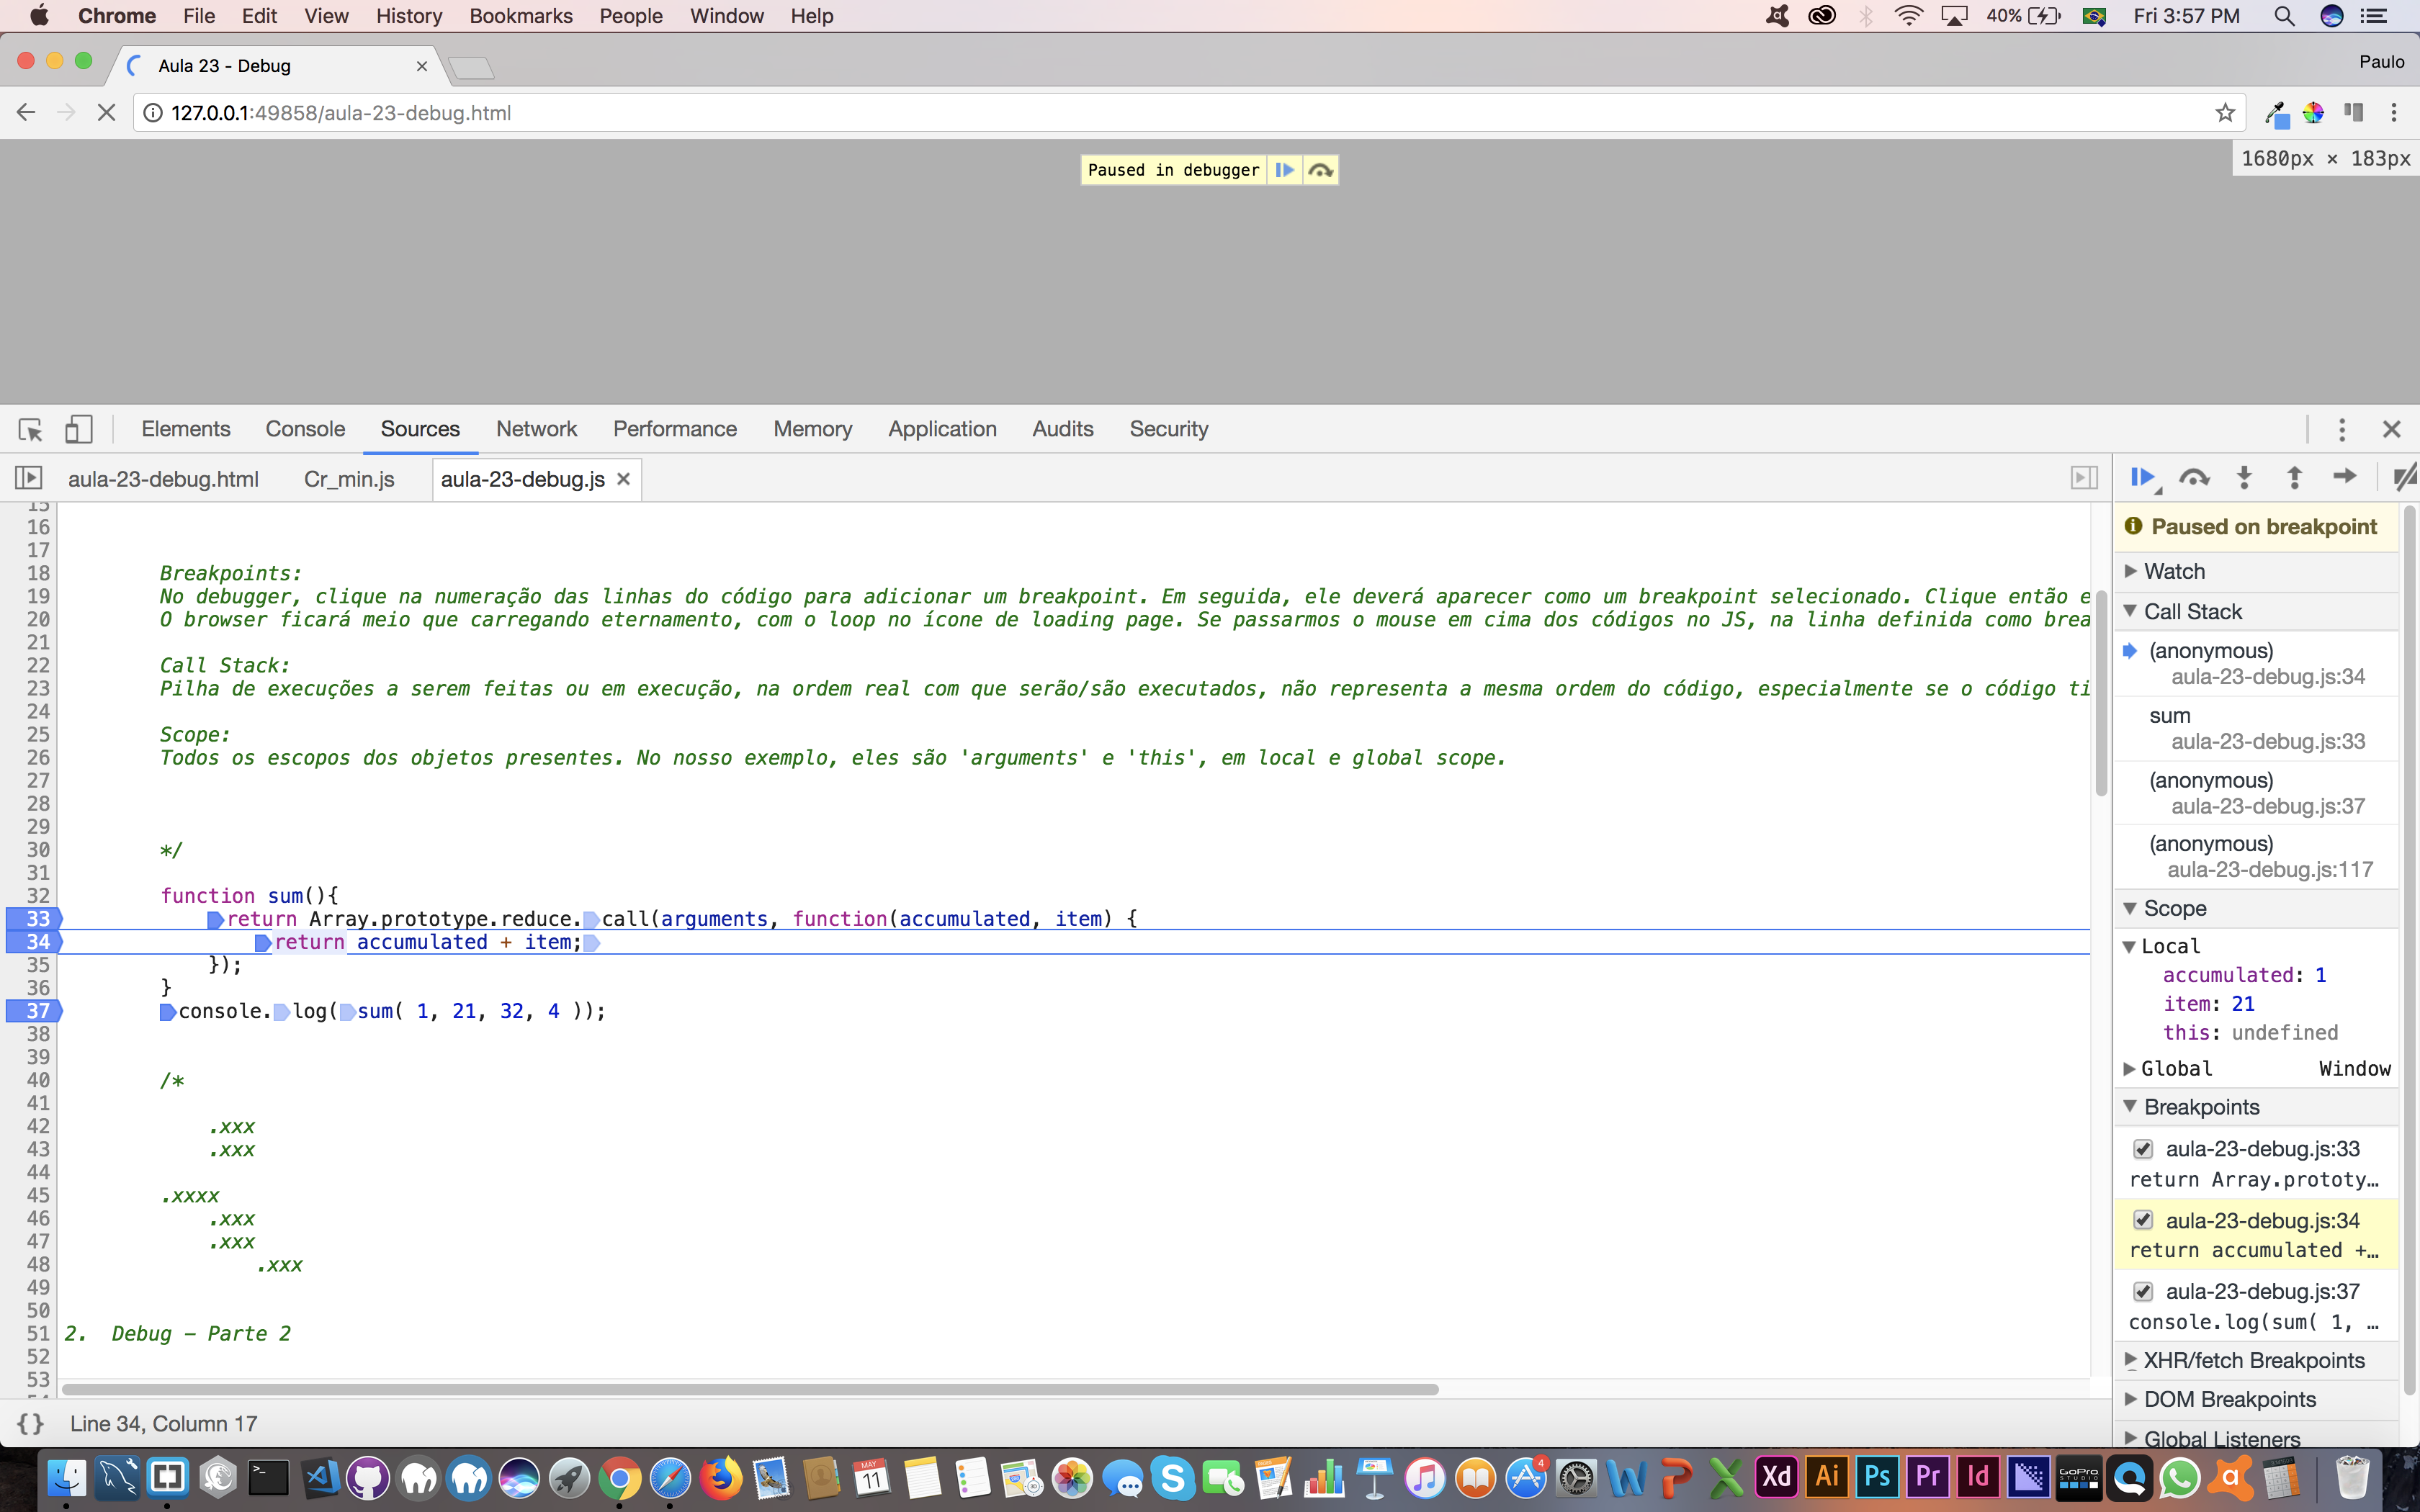 Chrome File Edit View History Bookmarks People Window Help 40% Fri 3:57 PM
Aula 23 - Debug Paulo
127.0.0.1:49858/aula-23-debug.html
Paused in debugger
1680px × 183px
Elements Console Sources Network Performance Memory Application Audits Security
aula-23-debug.html Cr_min.js aula-23-debug.js
15
16
17
18 Breakpoints:
19 No debugger, clique na numeração das linhas do código para adicionar um breakpoint. Em seguida, ele deverá aparecer como um breakpoint selecionado. Clique então e
20 O browser ficará meio que carregando eternamento, com o loop no ícone de loading page. Se passarmos o mouse em cima dos códigos no JS, na linha definida como brea
21
22 Call Stack:
23 Pilha de execuções a serem feitas ou em execução, na ordem real com que serão/são executados, não representa a mesma ordem do código, especialmente se o código ti
24
25 Scope:
26 Todos os escopos dos objetos presentes. No nosso exemplo, eles são 'arguments' e 'this', em local e global scope.
27
28
29
30 */
31
32 function sum(){
33 return Array.prototype.reduce.call(arguments, function(accumulated, item) {
34 return accumulated + item;
35 });
36 }
37 console.log(sum( 1, 21, 32, 4 ));
38
39
40 /*
41
42 .xxx
43 .xxx
44
45 .xxxx
46 .xxx
47 .xxx
48 .xxx
49
50
51 2. Debug – Parte 2
52
53
{} Line 34, Column 17
Paused on breakpoint
Watch
Call Stack
(anonymous)
aula-23-debug.js:34
sum
aula-23-debug.js:33
(anonymous)
aula-23-debug.js:37
(anonymous)
aula-23-debug.js:117
Scope
Local
accumulated: 1
item: 21
this: undefined
Global Window
Breakpoints
aula-23-debug.js:33
return Array.prototy…
aula-23-debug.js:34
return accumulated +…
aula-23-debug.js:37
console.log(sum( 1, …
XHR/fetch Breakpoints
DOM Breakpoints
Global Listeners
MAY 11 4 Xd Ai Ps Pr Id GoPro STUDIO